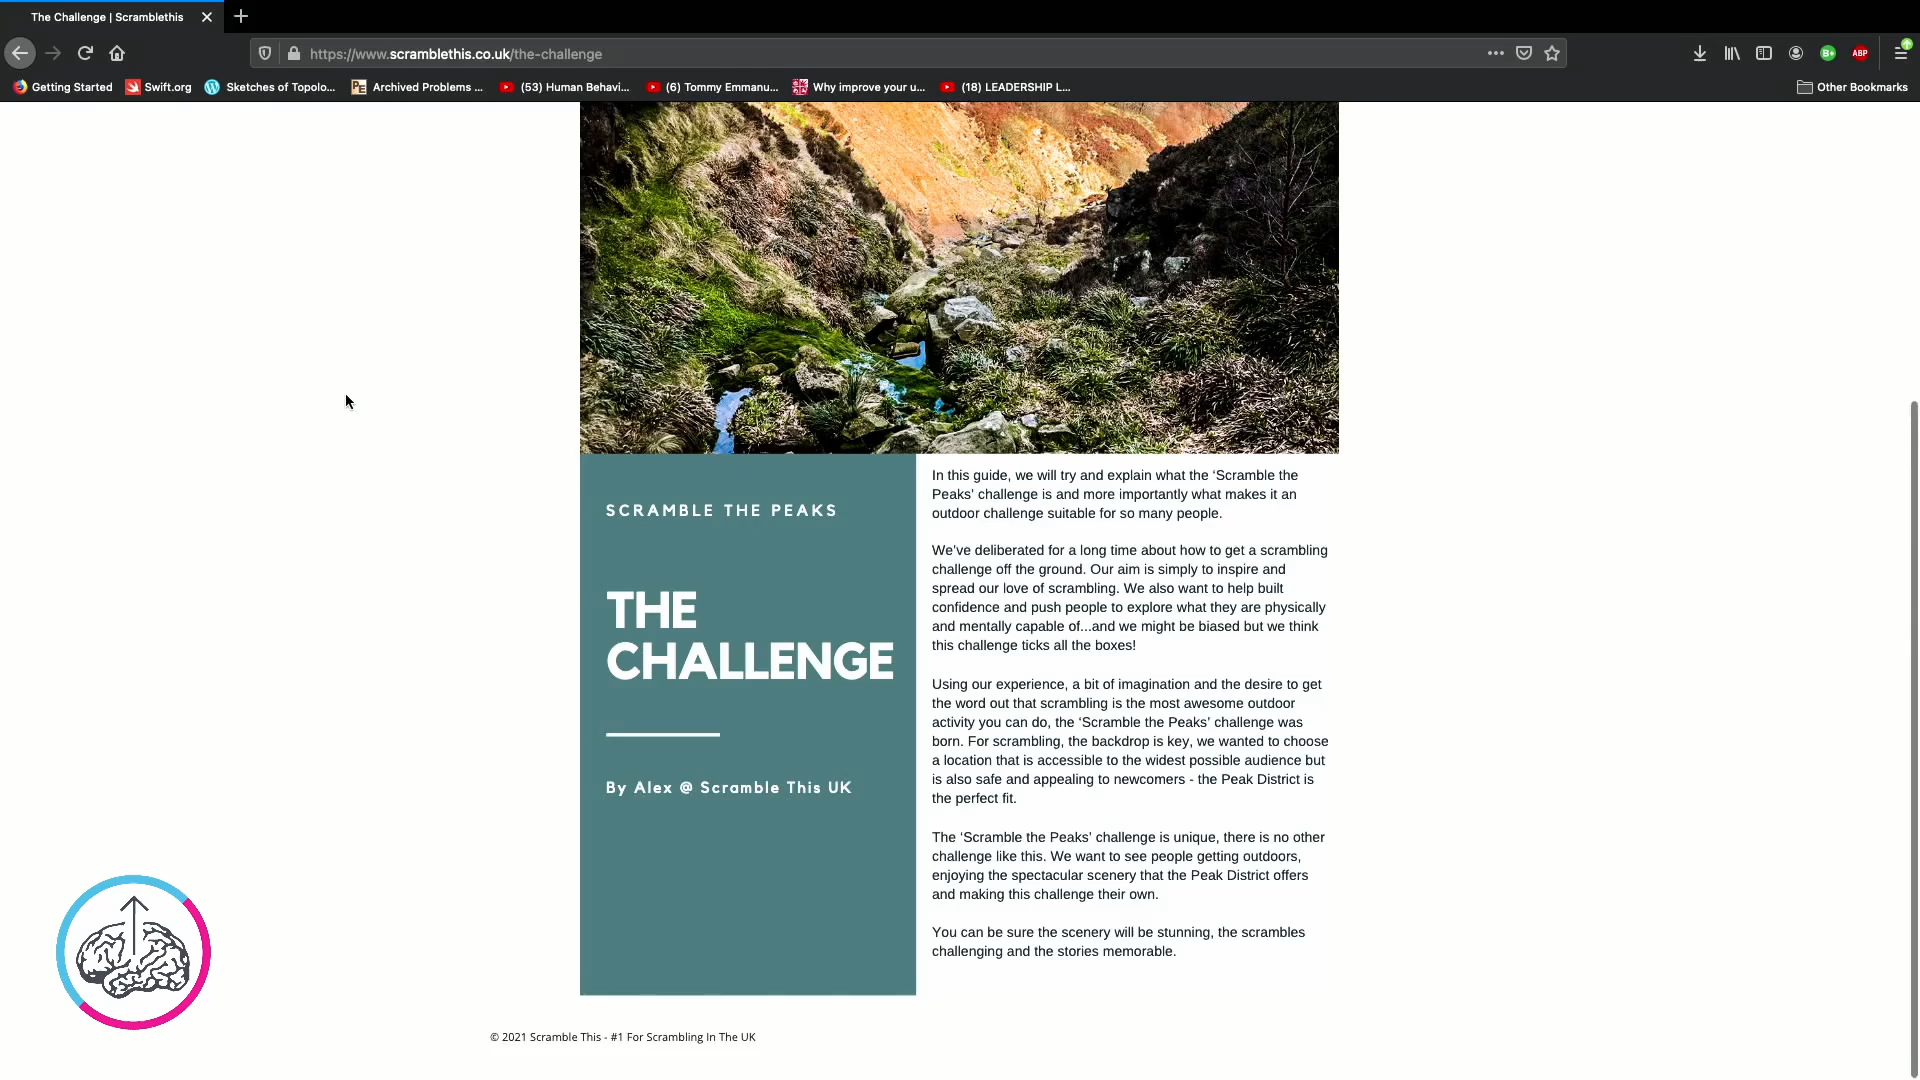 The Challenge | Scramblethis
https://www.scramblethis.co.uk/the-challenge
Getting Started
Swift.org
Sketches of Topolo...
PE
Archived Problems ...
(53) Human Behavi...
(6) Tommy Emmanu...
Why improve your u...
(18) LEADERSHIP L...
Other Bookmarks
B+
ABP
SCRAMBLE THE PEAKS
THE
CHALLENGE
By Alex @ Scramble This UK
In this guide, we will try and explain what the ‘Scramble the
Peaks’ challenge is and more importantly what makes it an
outdoor challenge suitable for so many people.
We’ve deliberated for a long time about how to get a scrambling
challenge off the ground. Our aim is simply to inspire and
spread our love of scrambling. We also want to help built
confidence and push people to explore what they are physically
and mentally capable of...and we might be biased but we think
this challenge ticks all the boxes!
Using our experience, a bit of imagination and the desire to get
the word out that scrambling is the most awesome outdoor
activity you can do, the ‘Scramble the Peaks’ challenge was
born. For scrambling, the backdrop is key, we wanted to choose
a location that is accessible to the widest possible audience but
is also safe and appealing to newcomers - the Peak District is
the perfect fit.
The ‘Scramble the Peaks’ challenge is unique, there is no other
challenge like this. We want to see people getting outdoors,
enjoying the spectacular scenery that the Peak District offers
and making this challenge their own.
You can be sure the scenery will be stunning, the scrambles
challenging and the stories memorable.
© 2021 Scramble This - #1 For Scrambling In The UK